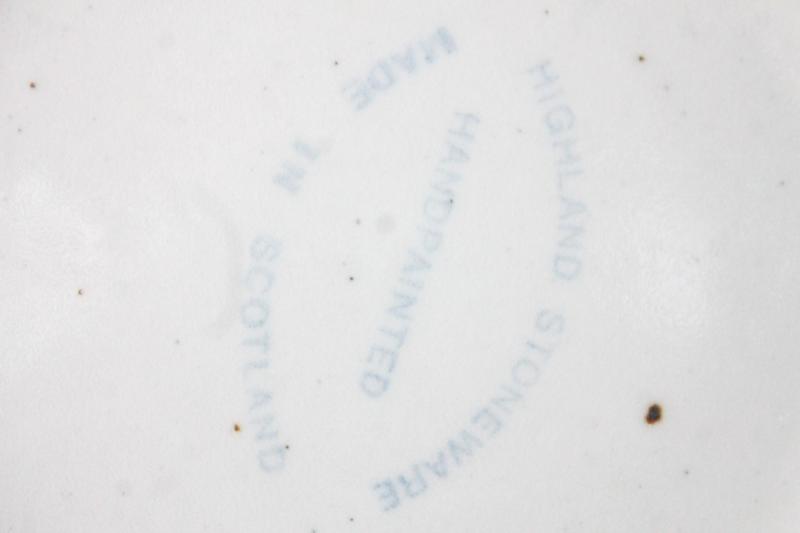 HIGHLAND STONEWARE
HANDPAINTED
MADE IN SCOTLAND